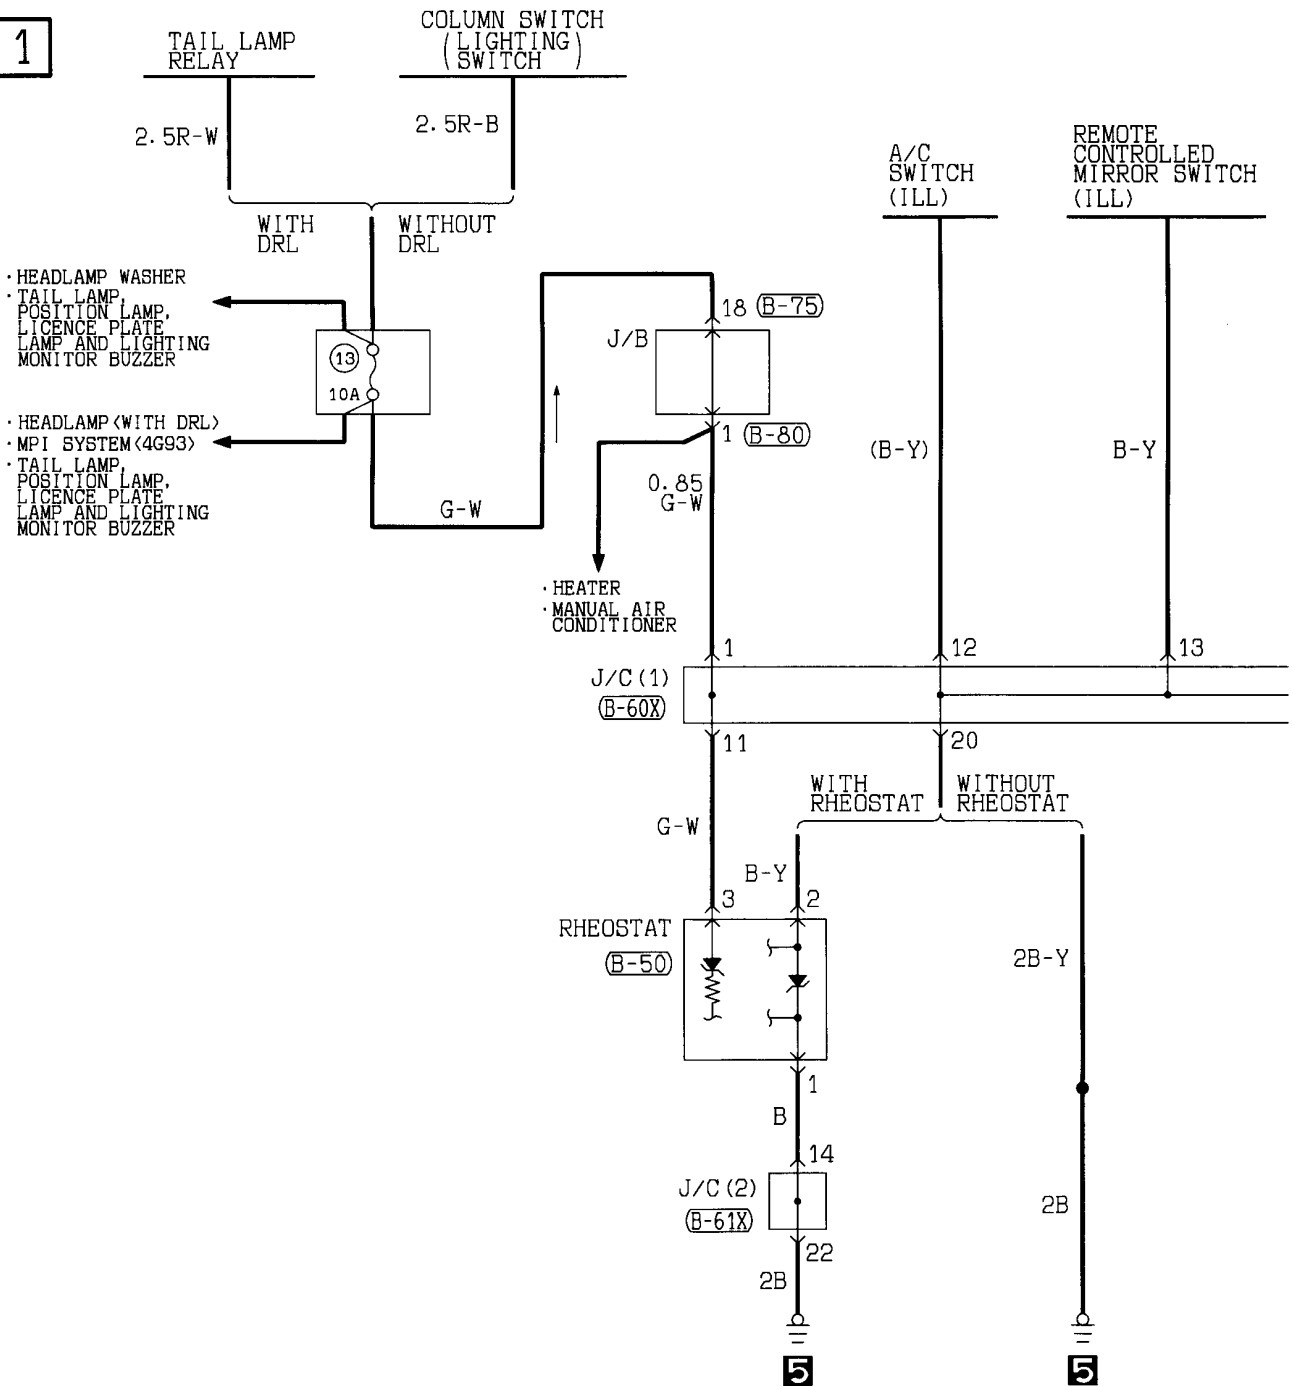 1
TAIL LAMP
RELAY
COLUMN SWITCH
(LIGHTING)
(SWITCH )
2.5R-W
2.5R-B
WITH
DRL
WITHOUT
DRL
A/C
SWITCH
(ILL)
REMOTE
CONTROLLED
MIRROR SWITCH
(ILL)
·HEADLAMP WASHER
·TAIL LAMP,
POSITION LAMP,
LICENCE PLATE
LAMP AND LIGHTING
MONITOR BUZZER
13
10A
18 B-75
J/B
1 B-80
·HEADLAMP<WITH DRL>
·MPI SYSTEM<4G93>
·TAIL LAMP,
POSITION LAMP,
LICENCE PLATE
LAMP AND LIGHTING
MONITOR BUZZER
G-W
0.85
G-W
(B-Y)
B-Y
·HEATER
·MANUAL AIR
CONDITIONER
1
12
13
J/C(1)
B-60X
11
20
WITH
RHEOSTAT
WITHOUT
RHEOSTAT
G-W
B-Y
3
2
RHEOSTAT
B-50
2B-Y
1
B
14
J/C(2)
B-61X
2B
22
2B
5
5